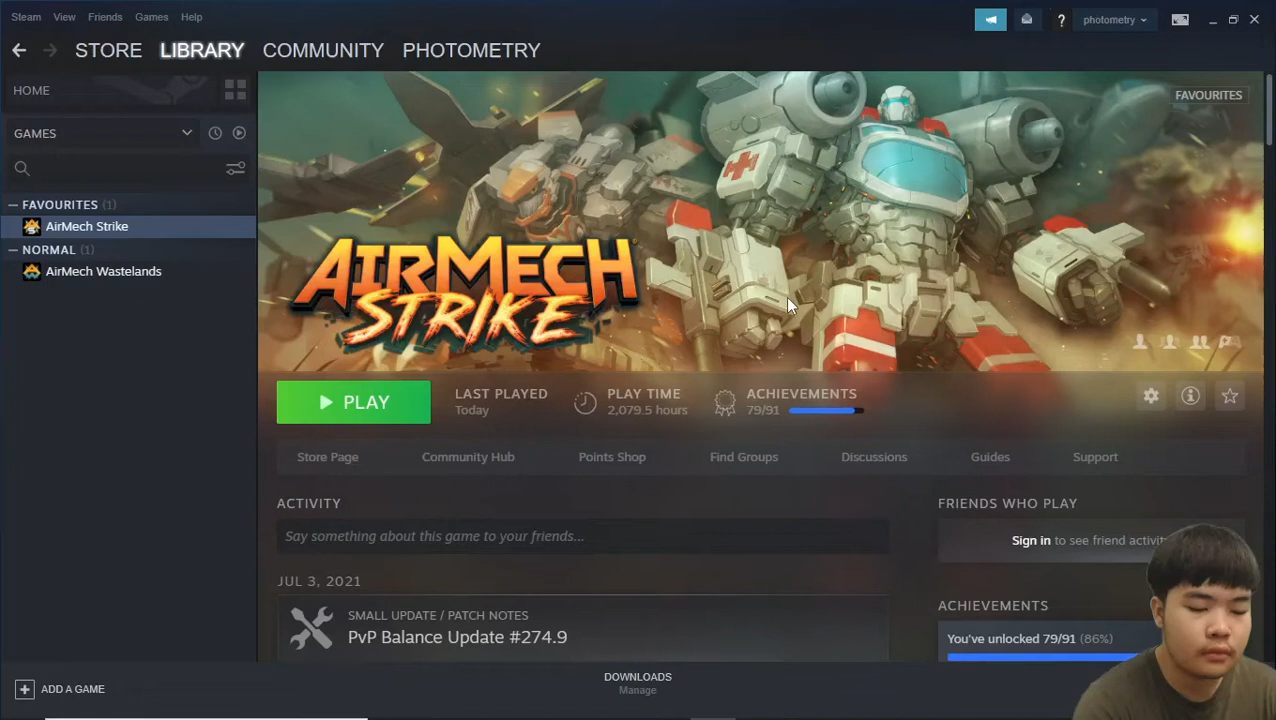 Steam View Friends Games Help
? photometry
STORE LIBRARY COMMUNITY PHOTOMETRY
HOME
GAMES
FAVOURITES
FAVOURITES (1)
AirMech Strike
NORMAL (1)
AirMech Wastelands
AIRMECH
STRIKE
PLAY
LAST PLAYED
Today
PLAY TIME
2,079.5 hours
ACHIEVEMENTS
79/91
Store Page Community Hub Points Shop Find Groups Discussions Guides Support
ACTIVITY
Say something about this game to your friends...
JUL 3, 2021
SMALL UPDATE / PATCH NOTES
PvP Balance Update #274.9
FRIENDS WHO PLAY
Sign in to see friend
ACHIEVEMENTS
You've unlocked 79/91 (86%)
ADD A GAME
DOWNLOADS
Manage